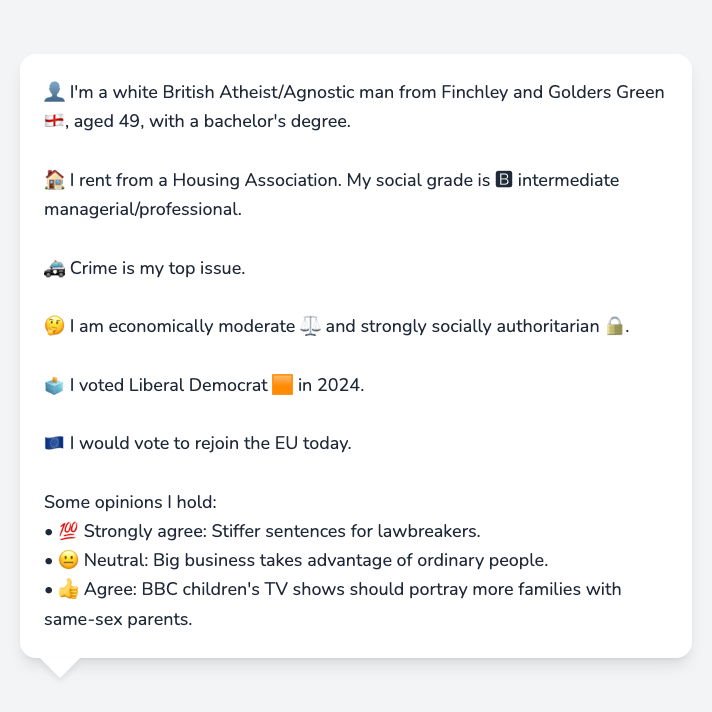 👤 I'm a white British Atheist/Agnostic man from Finchley and Golders Green
🏴󠁧󠁢󠁥󠁮󠁧󠁿, aged 49, with a bachelor's degree.
🏠 I rent from a Housing Association. My social grade is 🅱 intermediate
managerial/professional.
🚓 Crime is my top issue.
🤔 I am economically moderate ⚖️ and strongly socially authoritarian 🔒.
🗳️ I voted Liberal Democrat 🟧 in 2024.
🇪🇺 I would vote to rejoin the EU today.
Some opinions I hold:
• 💯 Strongly agree: Stiffer sentences for lawbreakers.
• 😐 Neutral: Big business takes advantage of ordinary people.
• 👍 Agree: BBC children's TV shows should portray more families with
same-sex parents.